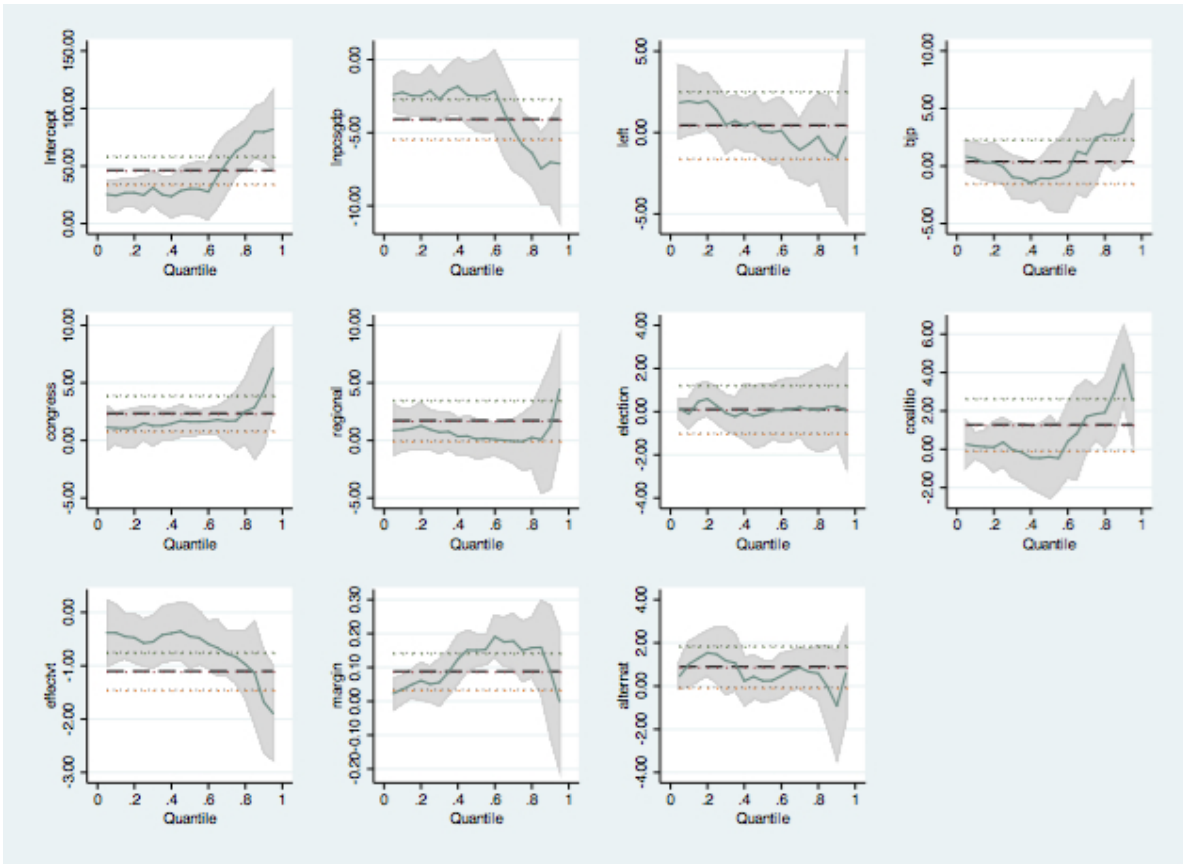 Intercept
150.00
100.00
50.00
0.00
0 .2 .4 .6 .8 1
Quantile
lnpcsgdp
0.00
-5.00
-10.00
0 .2 .4 .6 .8 1
Quantile
left
5.00
0.00
-5.00
0 .2 .4 .6 .8 1
Quantile
bjp
10.00
5.00
0.00
-5.00
0 .2 .4 .6 .8 1
Quantile
congress
10.00
5.00
0.00
-5.00
0 .2 .4 .6 .8 1
Quantile
regional
10.00
5.00
0.00
-5.00
0 .2 .4 .6 .8 1
Quantile
election
4.00
2.00
0.00
-2.00
-4.00
0 .2 .4 .6 .8 1
Quantile
coalitio
6.00
4.00
2.00
0.00
-2.00
0 .2 .4 .6 .8 1
Quantile
effectvt
0.00
-1.00
-2.00
-3.00
0 .2 .4 .6 .8 1
Quantile
margin
0.30
0.20
0.10
0.00
-0.10
-0.20
0 .2 .4 .6 .8 1
Quantile
alternat
4.00
2.00
0.00
-2.00
-4.00
0 .2 .4 .6 .8 1
Quantile